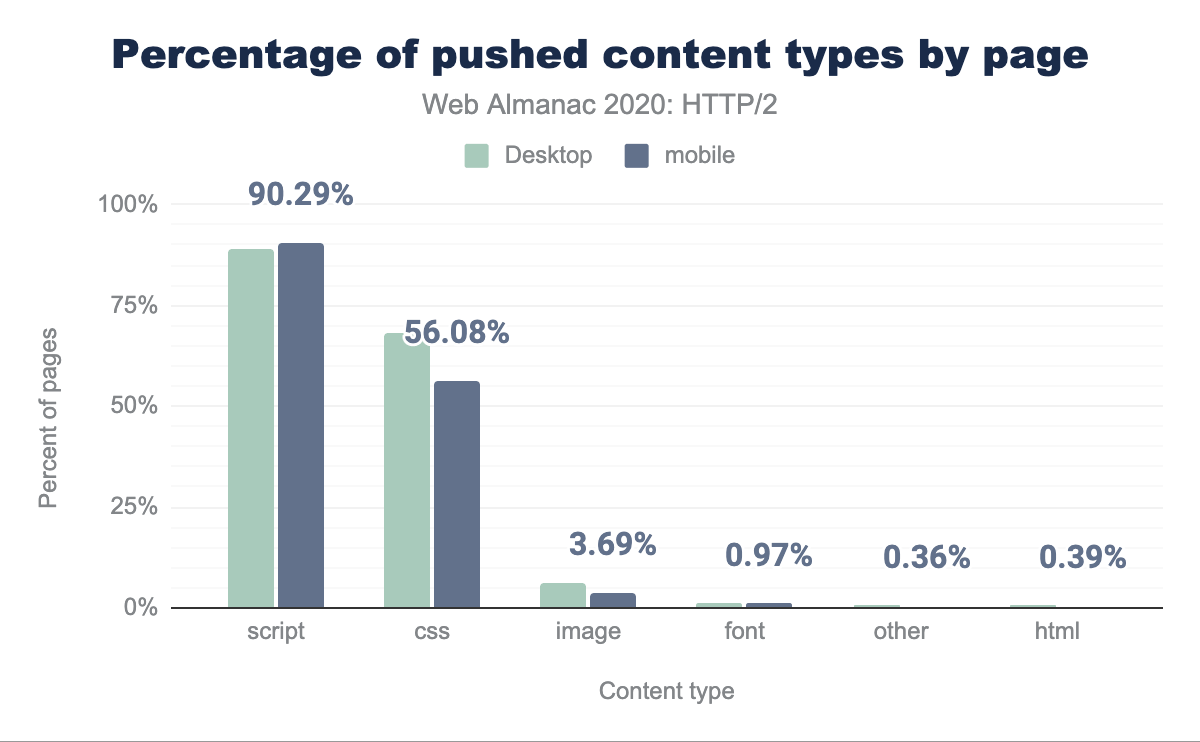 Percentage of pushed content types by page
Web Almanac 2020: HTTP/2
Desktop
mobile
90.29%
100%
75%
56.08%
50%
25%
3.69%
0.97%
0.36%
0.39%
0%
Percent of pages
script
css
image
font
other
html
Content type